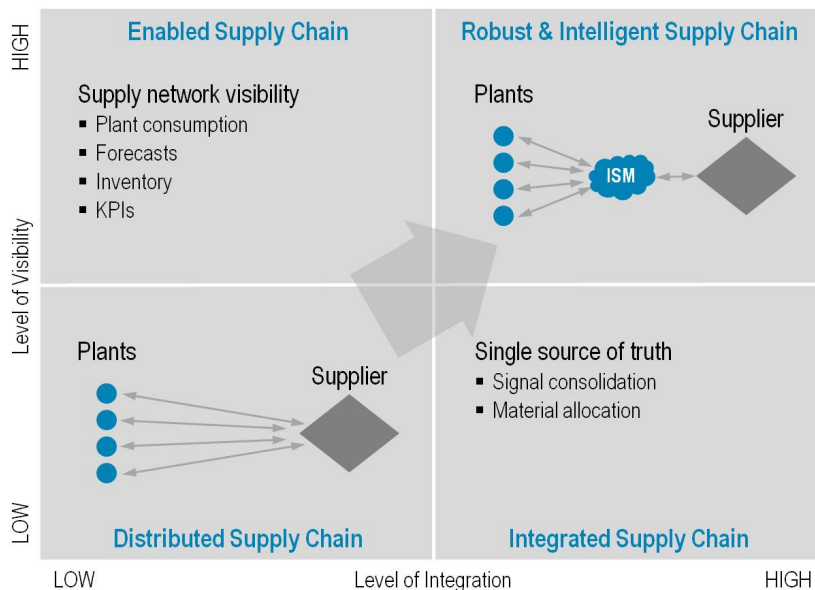 HIGH
Enabled Supply Chain
Supply network visibility
▪ Plant consumption
▪ Forecasts
▪ Inventory
▪ KPIs
Robust & Intelligent Supply Chain
Plants
Supplier
ISM
Level of Visibility
Plants
Supplier
Distributed Supply Chain
Single source of truth
▪ Signal consolidation
▪ Material allocation
Integrated Supply Chain
LOW
LOW
Level of Integration
HIGH